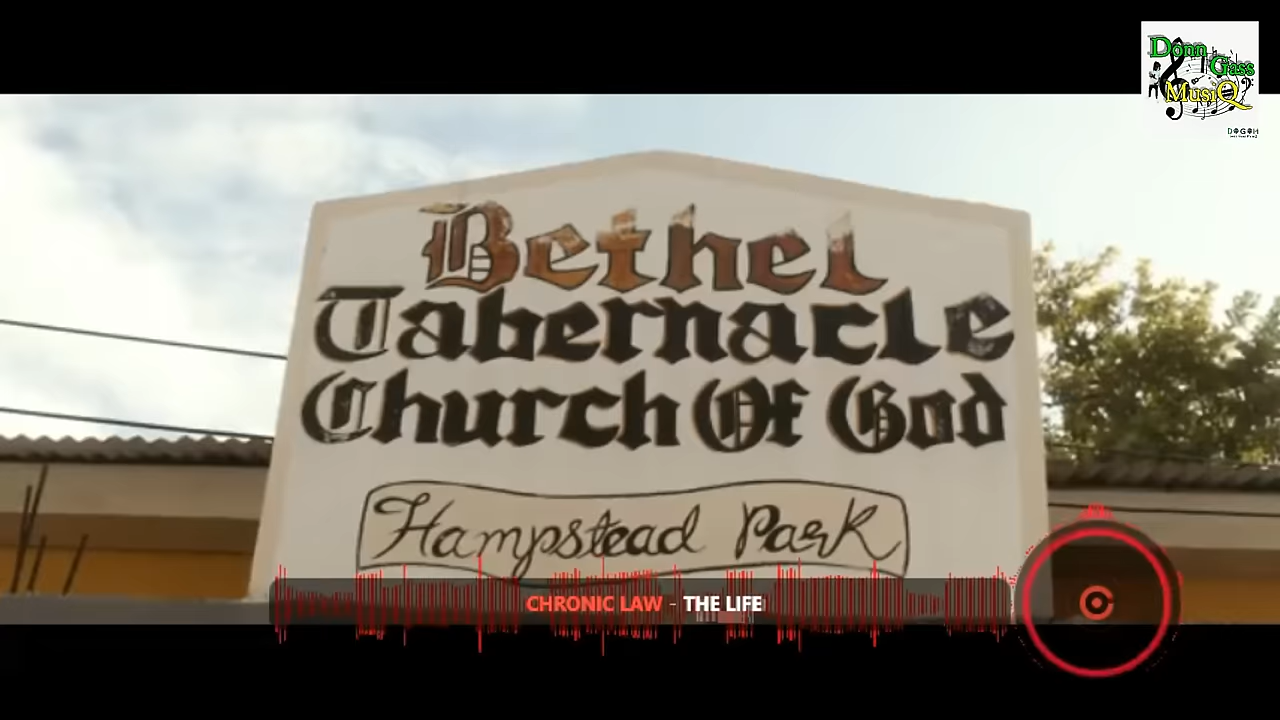 Donn
Gass
MusiQ
Bethel
Tabernacle
Church Of God
Hampstead Park
CHRONIC LAW - THE LIFE